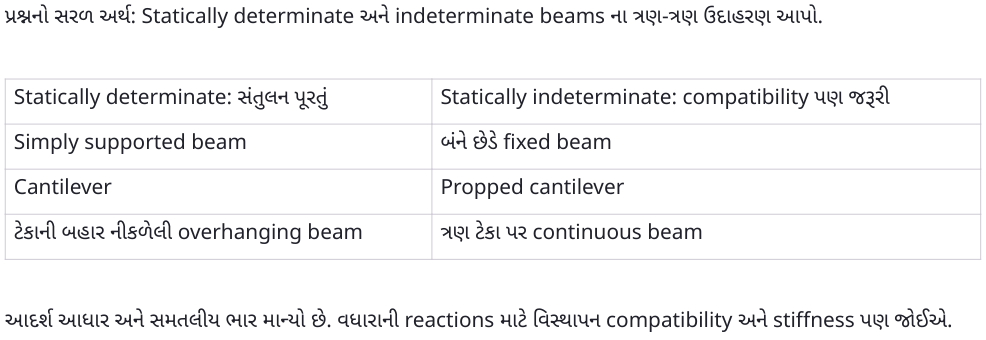 પ્રશ્નનો સરળ અર્થ: Statically determinate અને indeterminate beams ના ત્રણ-ત્રણ ઉદાહરણ આપો.
Statically determinate: સંતુલન પૂરતું
Statically indeterminate: compatibility પણ જરૂરી
Simply supported beam
બંને છેડે fixed beam
Cantilever
Propped cantilever
ટેકાની બહાર નીકળેલી overhanging beam
ત્રણ ટેકા પર continuous beam
આદર્શ આધાર અને સમતલીય ભાર માન્યો છે. વધારાની reactions માટે વિસ્થાપન compatibility અને stiffness પણ જોઈએ.